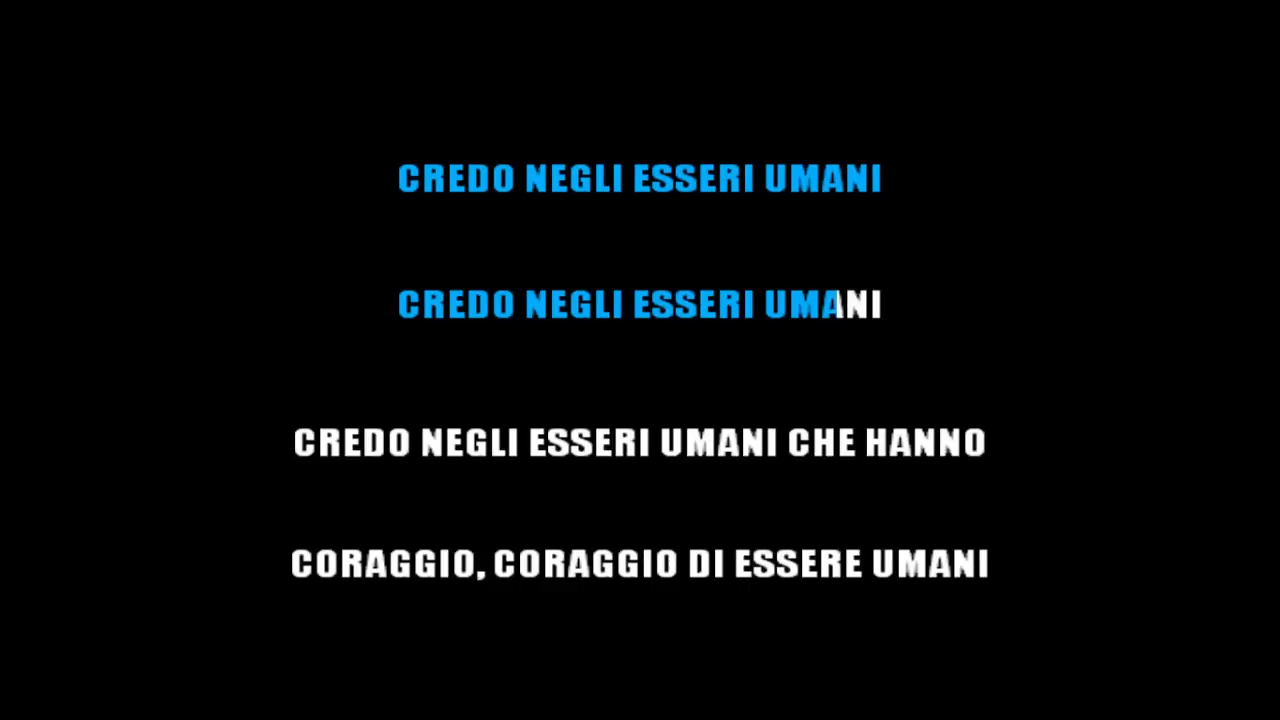 CREDO NEGLI ESSERI UMANI
CREDO NEGLI ESSERI UMANI
CREDO NEGLI ESSERI UMANI CHE HANNO
CORAGGIO, CORAGGIO DI ESSERE UMANI